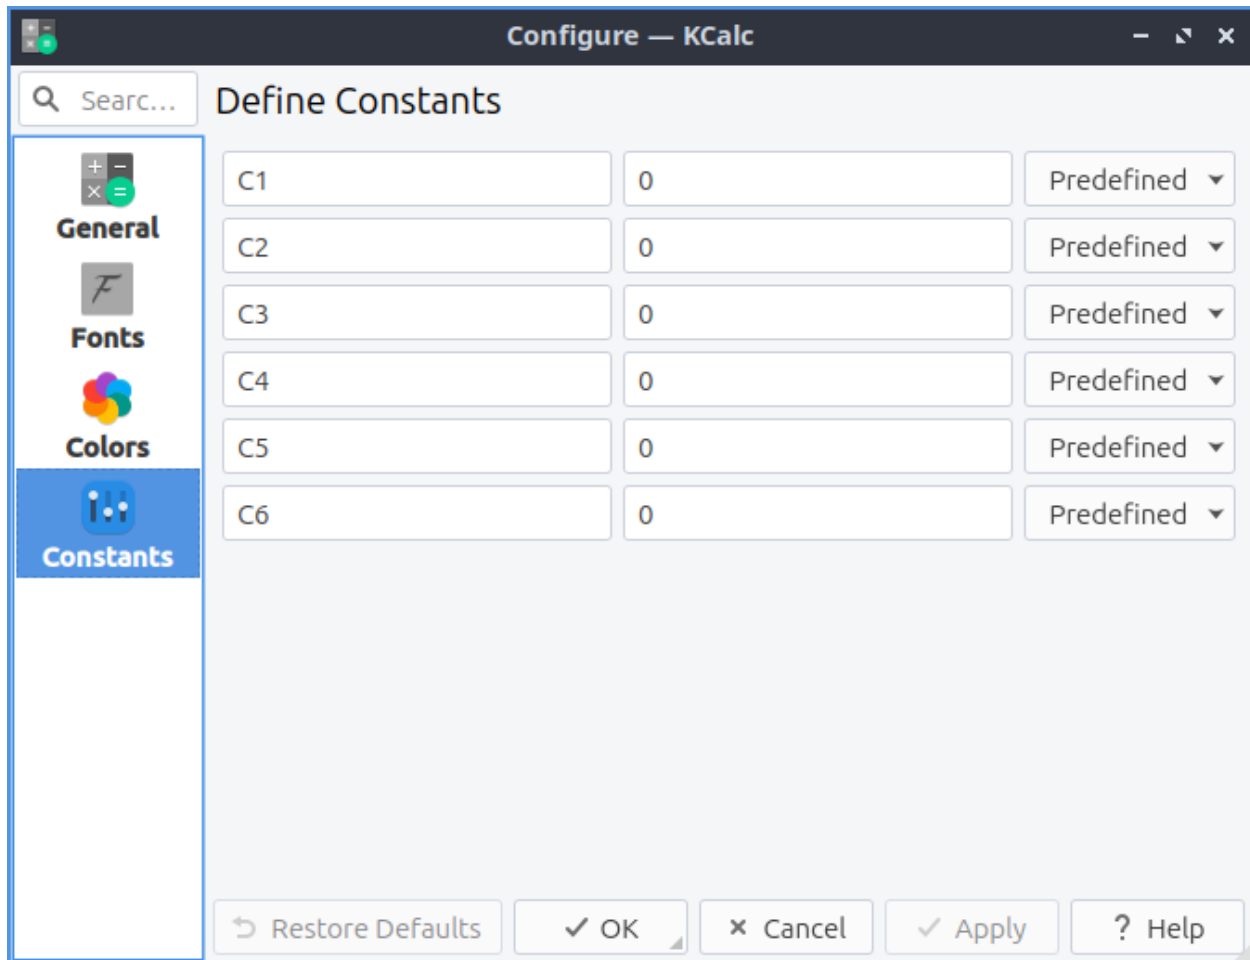 Configure — KCalc
Searc...
Define Constants
General
Fonts
Colors
Constants
C1 0 Predefined
C2 0 Predefined
C3 0 Predefined
C4 0 Predefined
C5 0 Predefined
C6 0 Predefined
Restore Defaults OK Cancel Apply ? Help